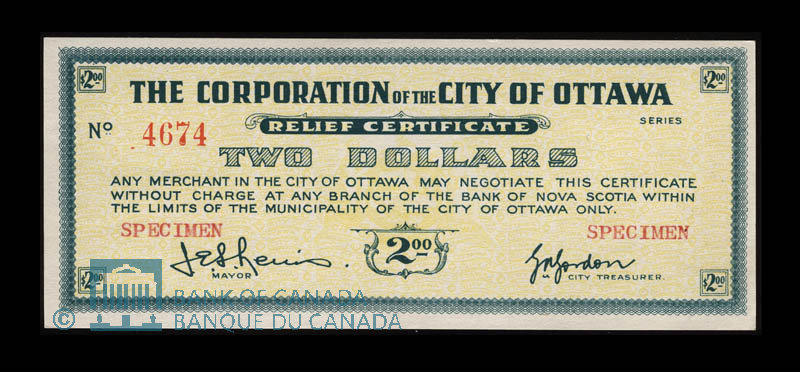 $2.00 $2.00
THE CORPORATION OF THE CITY OF OTTAWA
Nº 4674 SERIES
RELIEF CERTIFICATE
TWO DOLLARS
ANY MERCHANT IN THE CITY OF OTTAWA MAY NEGOTIATE THIS CERTIFICATE
WITHOUT CHARGE AT ANY BRANCH OF THE BANK OF NOVA SCOTIA WITHIN
THE LIMITS OF THE MUNICIPALITY OF THE CITY OF OTTAWA ONLY.
SPECIMEN SPECIMEN
2.00
MAYOR CITY TREASURER.
$2.00 $2.00
© BANK OF CANADA
BANQUE DU CANADA